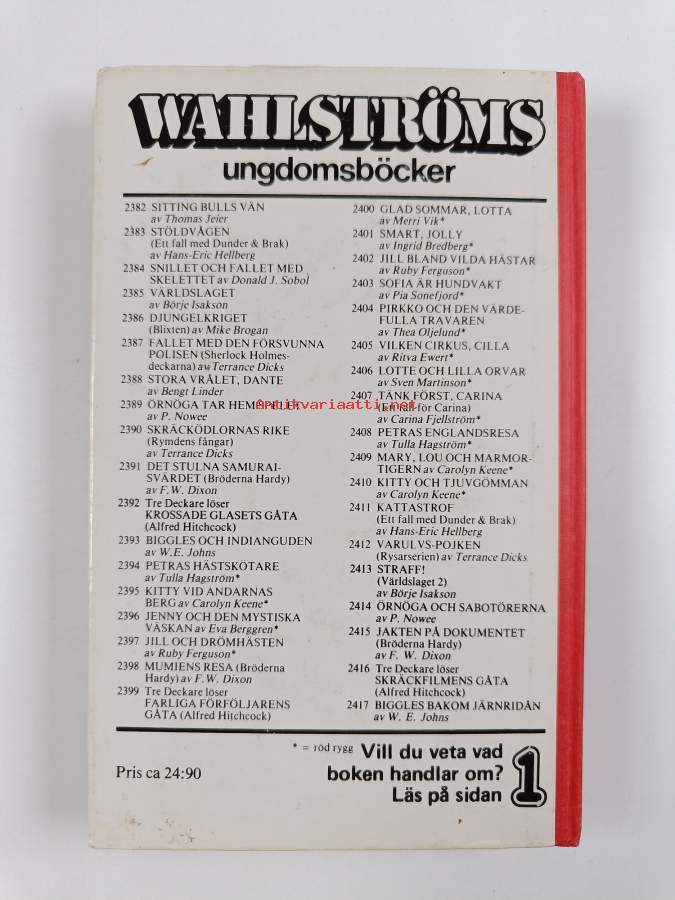 WAHLSTRÖMS
ungdomsböcker
2382 SITTING BULLS VÄN
av Thomas Jeier
2383 STÖLDVÅGEN
(Ett fall med Dunder & Brak)
av Hans-Eric Hellberg
2384 SNILLET OCH FALLET MED
SKELETTET av Donald J. Sobol
2385 VÄRLDSLAGET
av Börje Isakson
2386 DJUNGELKRIGET
(Blixten) av Mike Brogan
2387 FALLET MED DEN FÖRSVUNNA
POLISEN (Sherlock Holmes-
deckarna) av Terrance Dicks
2388 STORA VRÅLET, DANTE
av Bengt Linder
2389 ÖRNÖGA TAR HEM SPELET
av P. Nowee
2390 SKRÄCKÖDLORNAS RIKE
(Rymdens fångar)
av Terrance Dicks
2391 DET STULNA SAMURAJ-
SVÄRDET (Bröderna Hardy)
av F.W. Dixon
2392 Tre Deckare löser
KROSSADE GLASETS GÅTA
(Alfred Hitchcock)
2393 BIGGLES OCH INDIANGUDEN
av W.E. Johns
2394 PETRAS HÄSTSKÖTARE
av Tulla Hagström*
2395 KITTY VID ANDARNAS
BERG av Carolyn Keene*
2396 JENNY OCH DEN MYSTISKA
VÄSKAN av Eva Berggren*
2397 JILL OCH DRÖMHÄSTEN
av Ruby Ferguson*
2398 MUMIENS RESA (Bröderna
Hardy) av F.W. Dixon
2399 Tre Deckare löser
FARLIGA FÖRFÖLJARENS
GÅTA (Alfred Hitchcock)
2400 GLAD SOMMAR, LOTTA
av Merri Vik*
2401 SMART, JOLLY
av Ingrid Bredberg*
2402 JILL BLAND VILDA HÄSTAR
av Ruby Ferguson*
2403 SOFIA ÄR HUNDVAKT
av Pia Sonefjord*
2404 PIRKKO OCH DEN VÄRDE-
FULLA TRAVAREN
av Thea Oljelund*
2405 VILKEN CIRKUS, CILLA
av Ritva Ewert*
2406 LOTTE OCH LILLA ORVAR
av Sven Martinson*
2407 TÄNK FÖRST, CARINA
(Ett fall för Carina)
av Carina Fjellström*
2408 PETRAS ENGLANDSRESA
av Tulla Hagström*
2409 MARY, LOU OCH MARMOR-
TIGERN av Carolyn Keene*
2410 KITTY OCH TJUVGÖMMAN
av Carolyn Keene*
2411 KATTASTROF
(Ett fall med Dunder & Brak)
av Hans-Eric Hellberg
2412 VARULVS-POJKEN
(Rysarserien) av Terrance Dicks
2413 STRAFF!
(Världslaget 2)
av Börje Isakson
2414 ÖRNÖGA OCH SABOTÖRERNA
av P. Nowee
2415 JAKTEN PÅ DOKUMENTET
(Bröderna Hardy)
av F. W. Dixon
2416 Tre Deckare löser
SKRÄCKFILMENS GÅTA
(Alfred Hitchcock)
2417 BIGGLES BAKOM JÄRNRIDÅN
av W. E. Johns
Antikvariaatti.net
* = röd rygg
Pris ca 24:90
Vill du veta vad
boken handlar om?
Läs på sidan
1